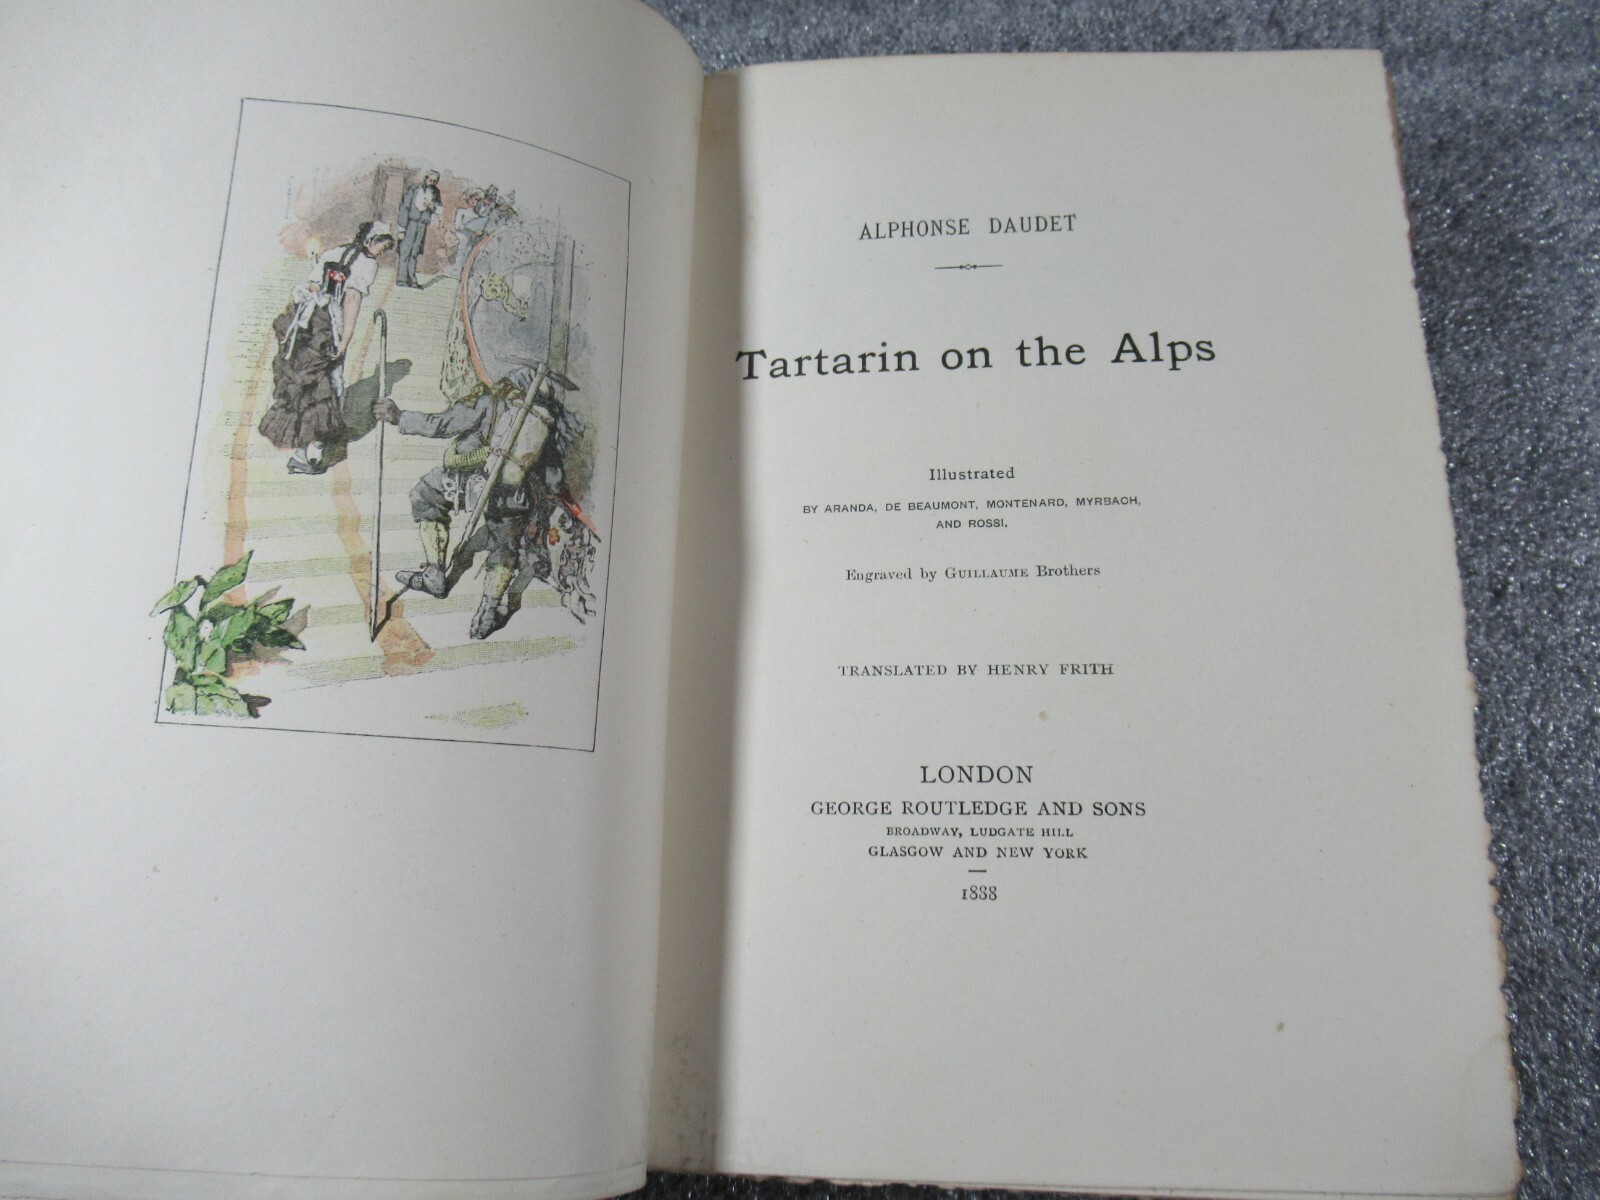 ALPHONSE DAUDET
Tartarin on the Alps
Illustrated
BY ARANDA, DE BEAUMONT, MONTENARD, MYRBACH,
AND ROSSI.
Engraved by GUILLAUME Brothers
TRANSLATED BY HENRY FRITH
LONDON
GEORGE ROUTLEDGE AND SONS
BROADWAY, LUDGATE HILL
GLASGOW AND NEW YORK
1888